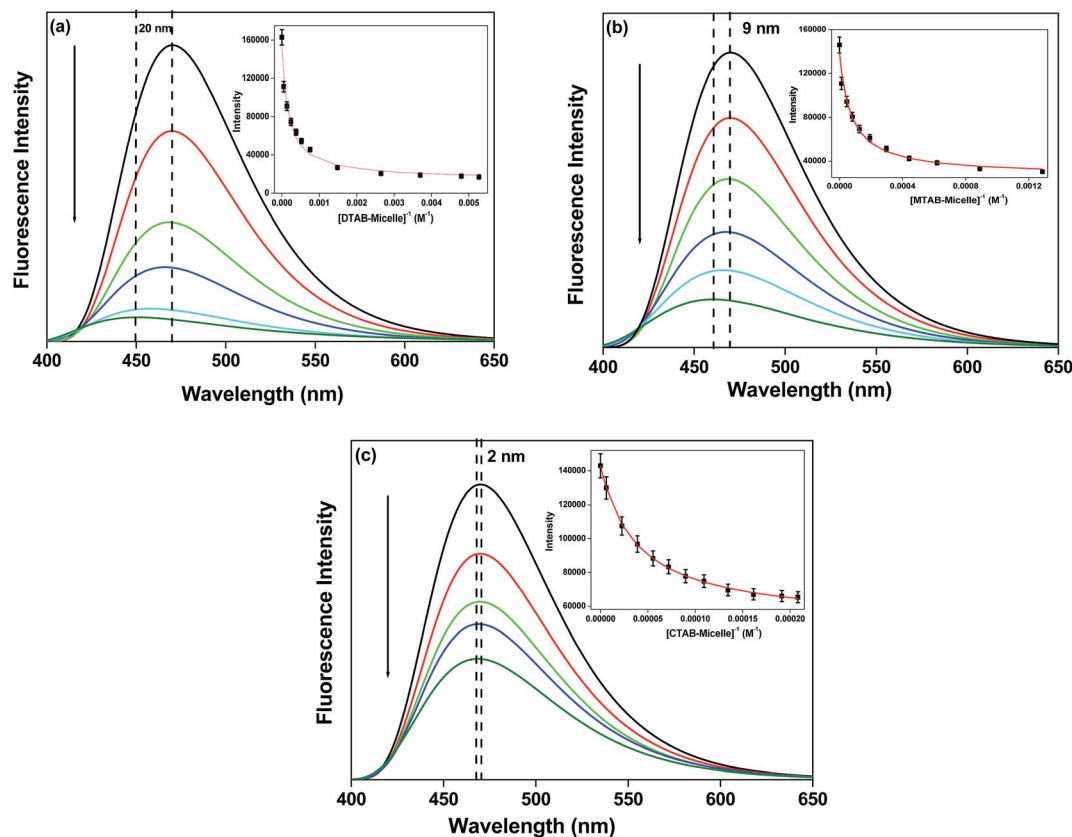 (a)
20 nm
Fluorescence Intensity
Intensity
160000
120000
80000
40000
0
0.000 0.001 0.002 0.003 0.004 0.005
[DTAB-Micelle]⁻¹ (M⁻¹)
400 450 500 550 600 650
Wavelength (nm)
(b)
9 nm
Fluorescence Intensity
Intensity
160000
120000
80000
40000
0.0000 0.0004 0.0008 0.0012
[MTAB-Micelle]⁻¹ (M⁻¹)
400 450 500 550 600 650
Wavelength (nm)
(c)
2 nm
Fluorescence Intensity
Intensity
140000
120000
100000
80000
60000
0.00000 0.00005 0.00010 0.00015 0.00020
[CTAB-Micelle]⁻¹ (M⁻¹)
400 450 500 550 600 650
Wavelength (nm)